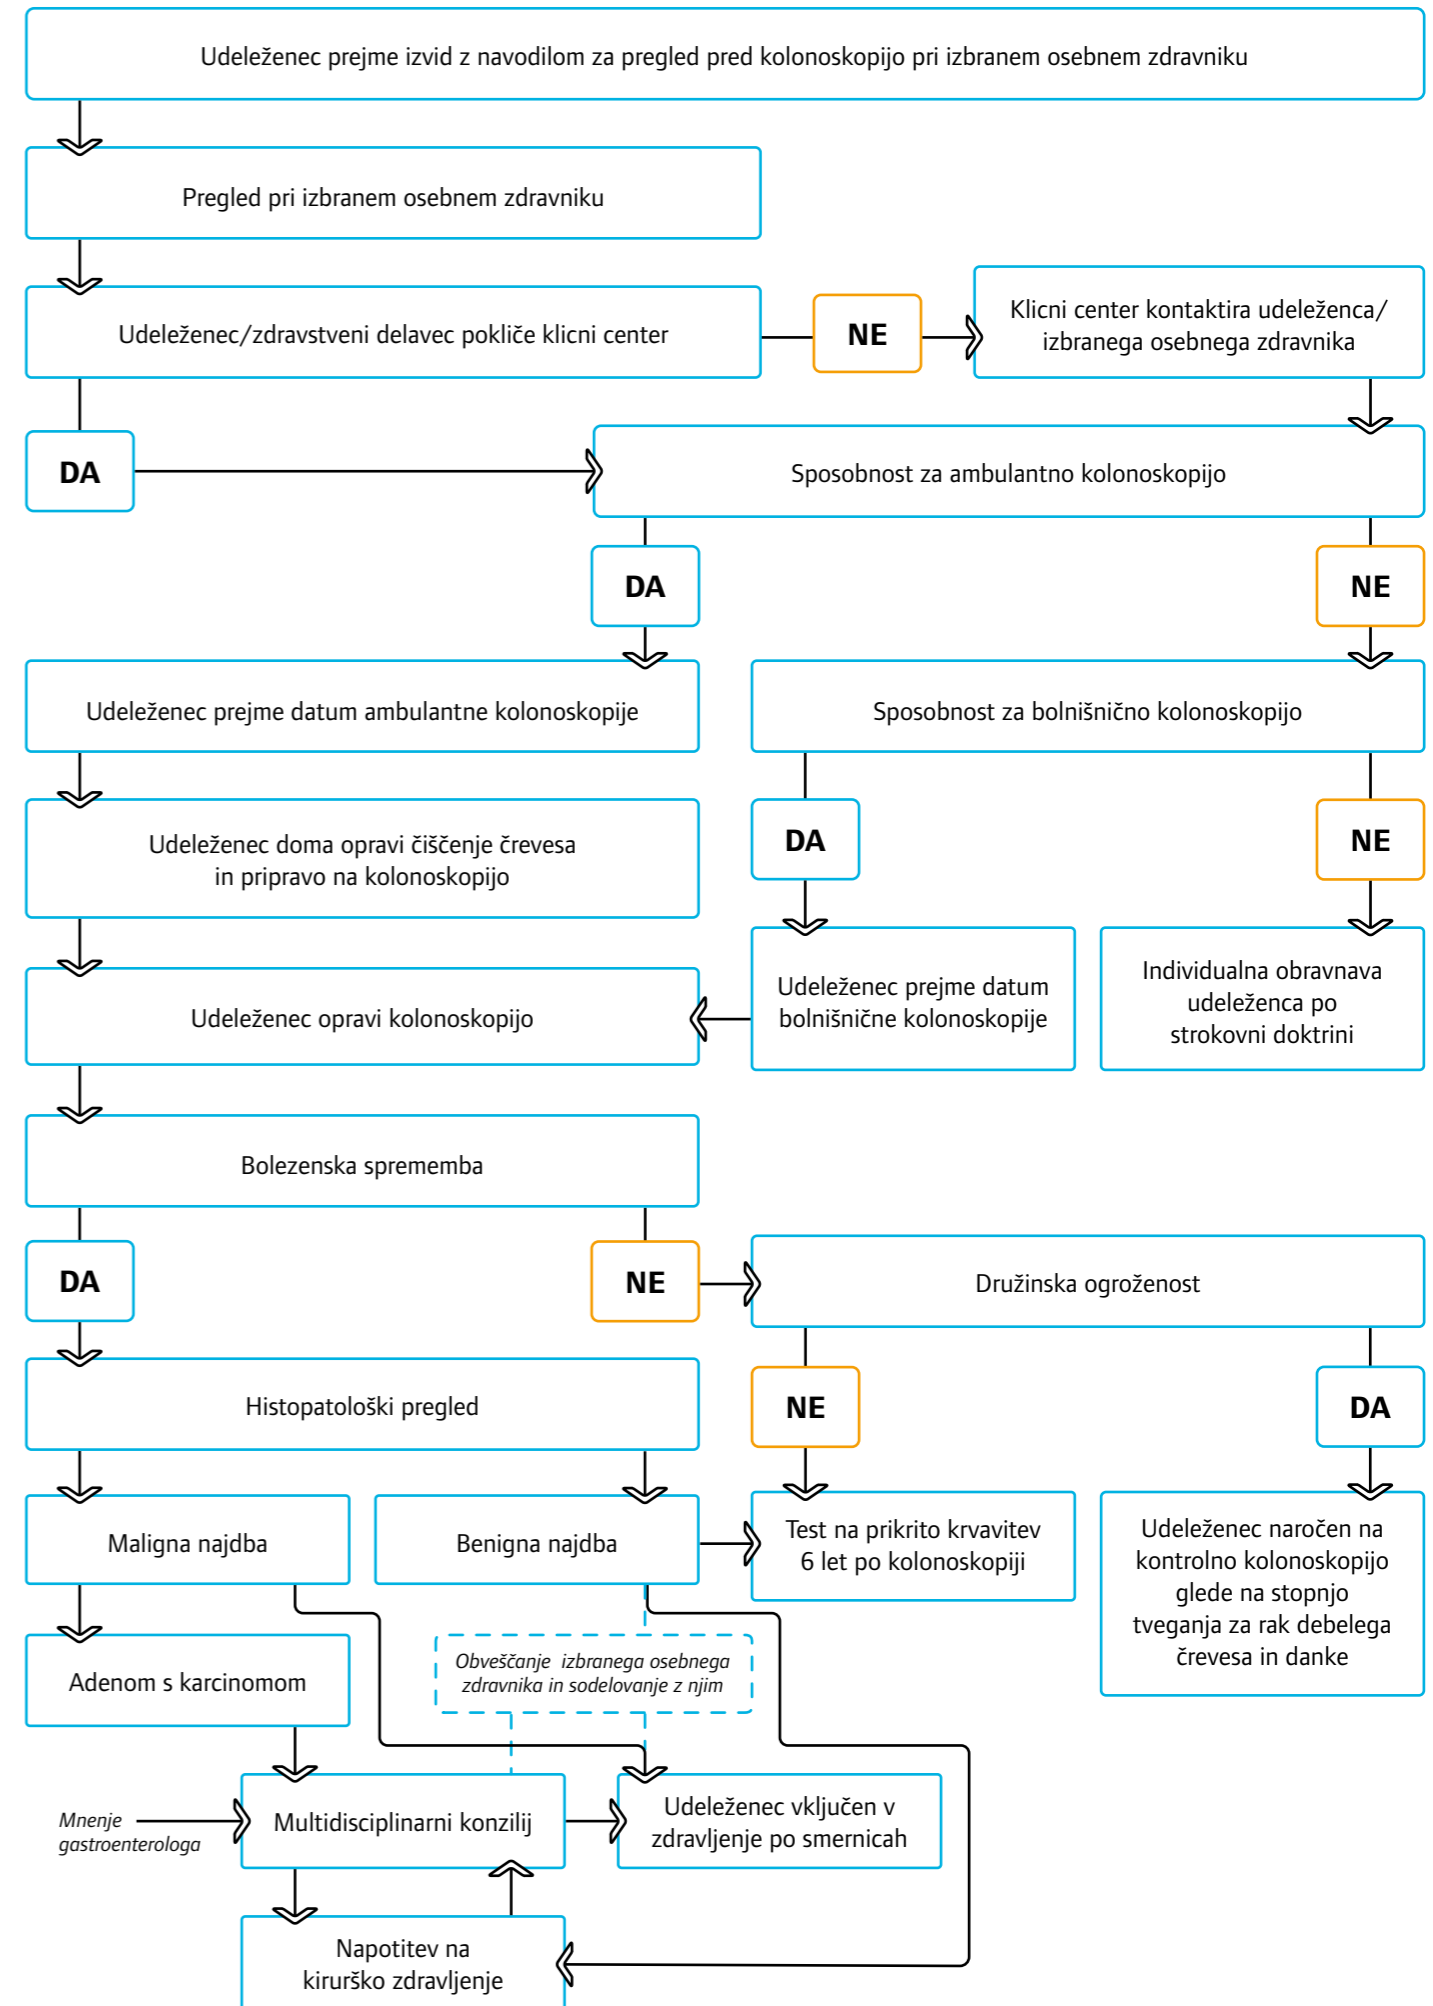 Udeleženec prejme izvid z navodilom za pregled pred kolonoskopijo pri izbranem osebnem zdravniku
Pregled pri izbranem osebnem zdravniku
Udeleženec/zdravstveni delavec pokliče klicni center
NE
Klicni center kontaktira udeleženca/
izbranega osebnega zdravnika
DA
Sposobnost za ambulantno kolonoskopijo
DA
NE
Udeleženec prejme datum ambulantne kolonoskopije
Sposobnost za bolnišnično kolonoskopijo
Udeleženec doma opravi čiščenje črevesa
in pripravo na kolonoskopijo
DA
NE
Udeleženec opravi kolonoskopijo
Udeleženec prejme datum
bolnišnične kolonoskopije
Individualna obravnava
udeleženca po
strokovni doktrini
Bolezenska sprememba
DA
NE
Družinska ogroženost
Histopatološki pregled
NE
DA
Maligna najdba
Benigna najdba
Test na prikrito krvavitev
6 let po kolonoskopiji
Udeleženec naročen na
kontrolno kolonoskopijo
glede na stopnjo
tveganja za rak debelega
črevesa in danke
Adenom s karcinomom
Obveščanje izbranega osebnega
zdravnika in sodelovanje z njim
Mnenje
gastroenterologa
Multidisciplinarni konzilij
Udeleženec vključen v
zdravljenje po smernicah
Napotitev na
kirurško zdravljenje